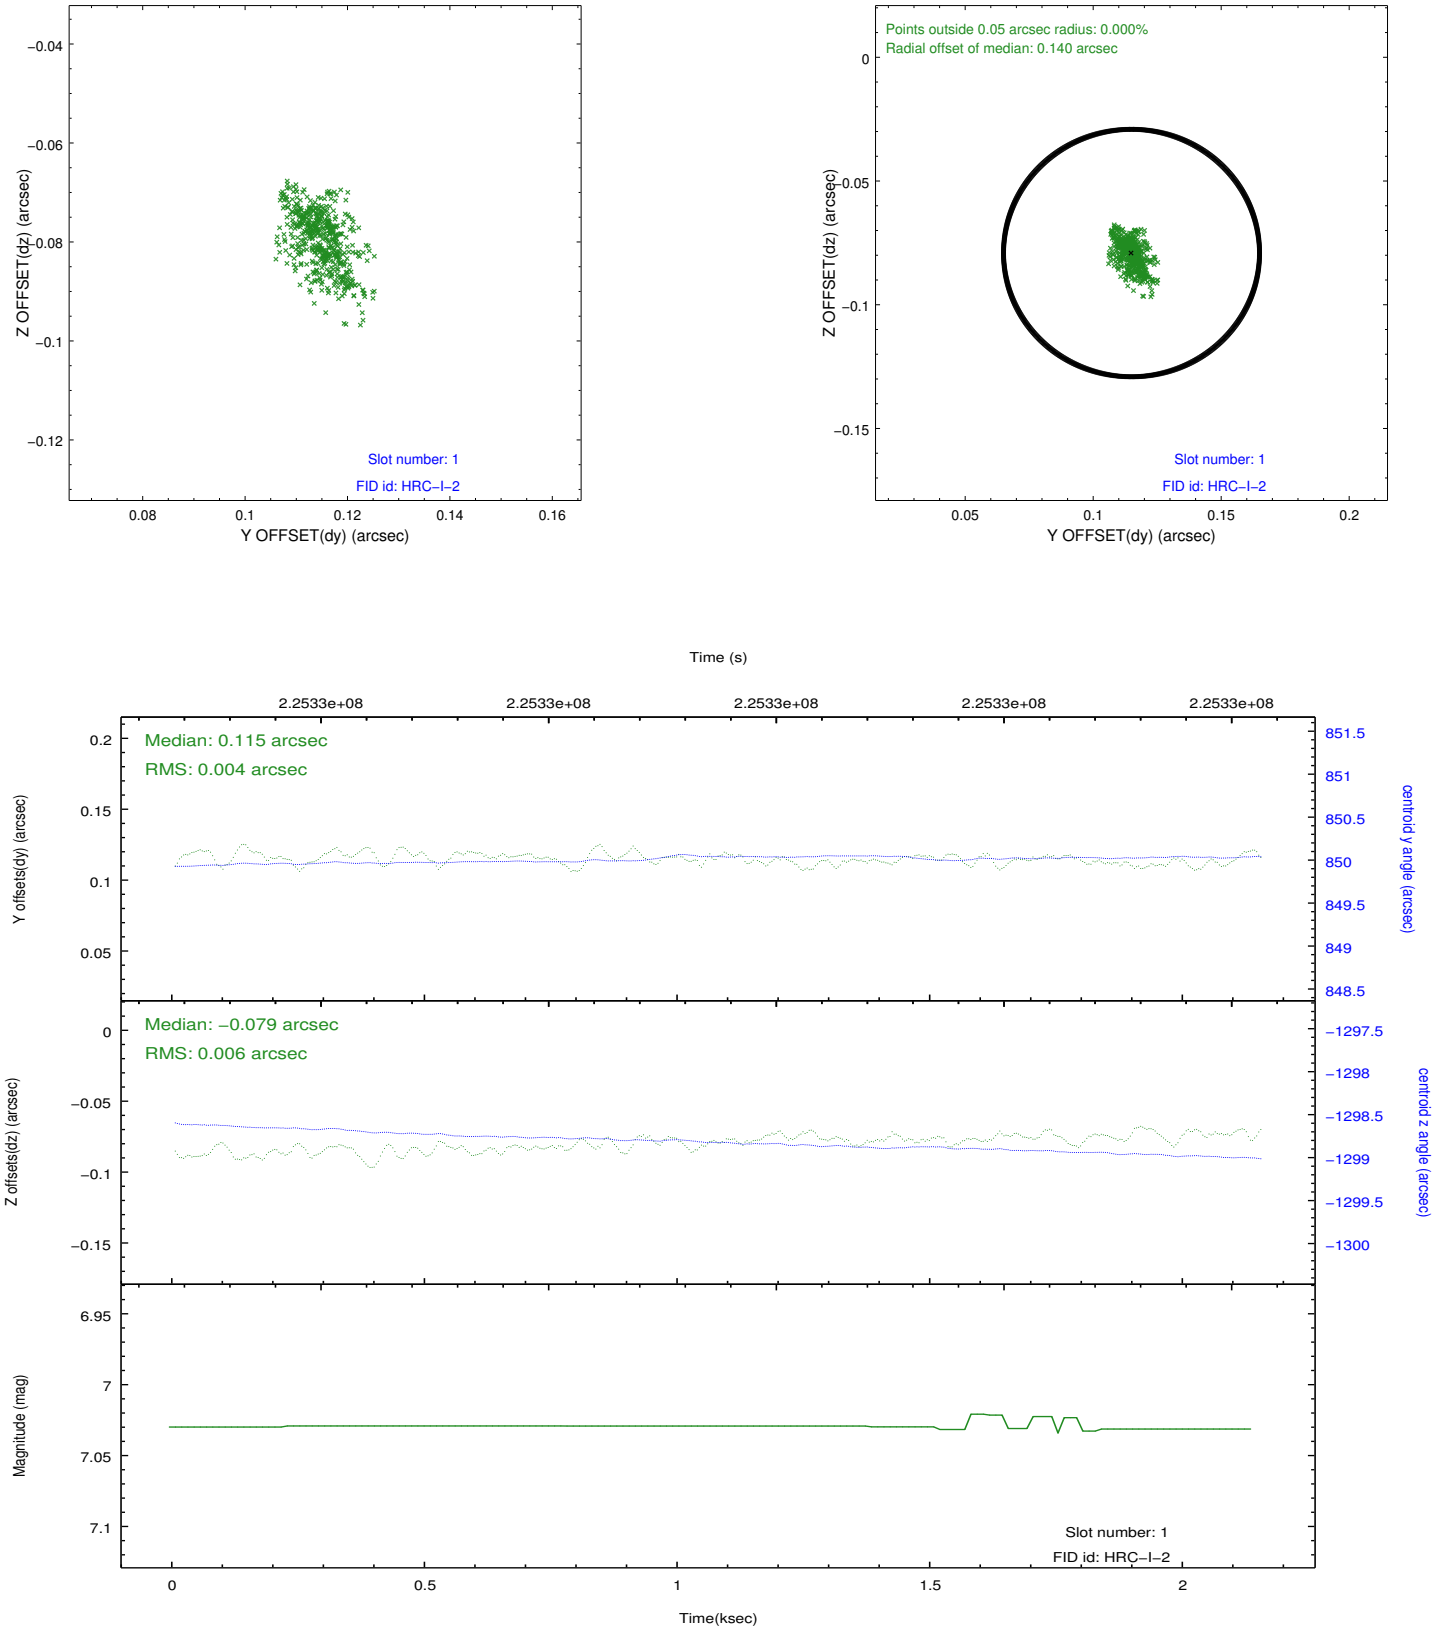 −0.04
−0.06
−0.08
−0.1
−0.12
Z OFFSET(dz) (arcsec)
Slot number: 1
FID id: HRC−I−2
0.08
0.1
0.12
0.14
0.16
Y OFFSET(dy) (arcsec)
Points outside 0.05 arcsec radius: 0.000%
Radial offset of median: 0.140 arcsec
0
−0.05
−0.1
−0.15
Z OFFSET(dz) (arcsec)
Slot number: 1
FID id: HRC−I−2
0.05
0.1
0.15
0.2
Y OFFSET(dy) (arcsec)
Time (s)
2.2533e+08
2.2533e+08
2.2533e+08
2.2533e+08
2.2533e+08
Median: 0.115 arcsec
RMS: 0.004 arcsec
0.2
0.15
0.1
0.05
Y offsets(dy) (arcsec)
851.5
851
850.5
850
849.5
849
848.5
centroid y angle (arcsec)
Median: −0.079 arcsec
RMS: 0.006 arcsec
0
−0.05
−0.1
−0.15
Z offsets(dz) (arcsec)
−1297.5
−1298
−1298.5
−1299
−1299.5
−1300
centroid z angle (arcsec)
6.95
7
7.05
7.1
Magnitude (mag)
Slot number: 1
FID id: HRC−I−2
0
0.5
1
1.5
2
Time(ksec)